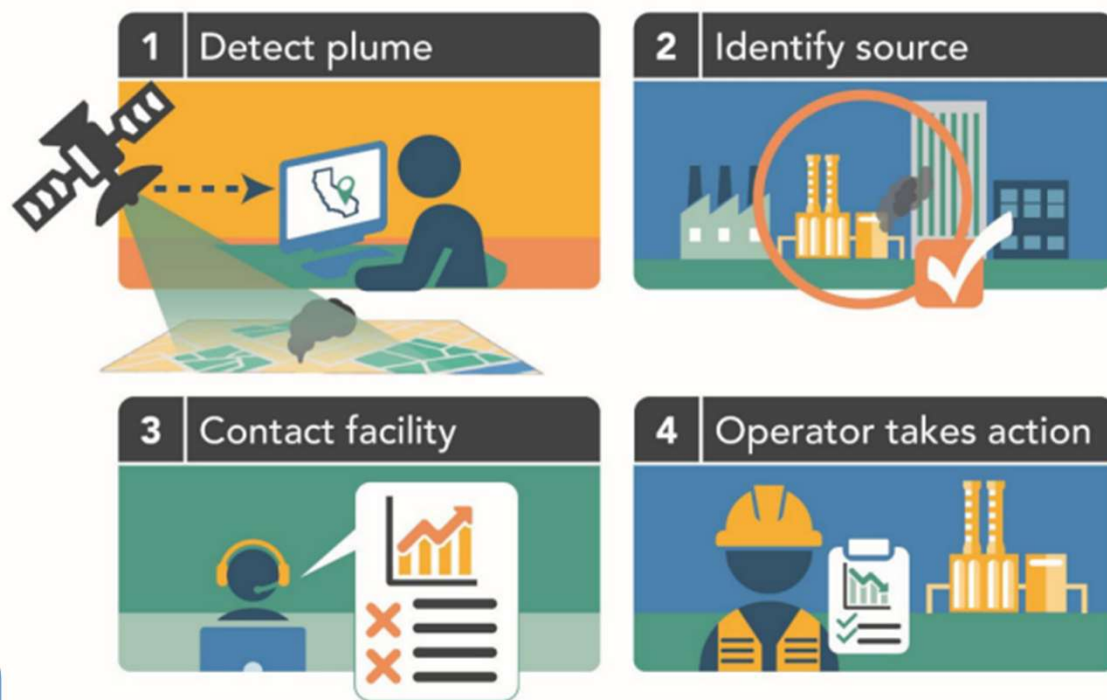 1 Detect plume
2 Identify source
3 Contact facility
4 Operator takes action